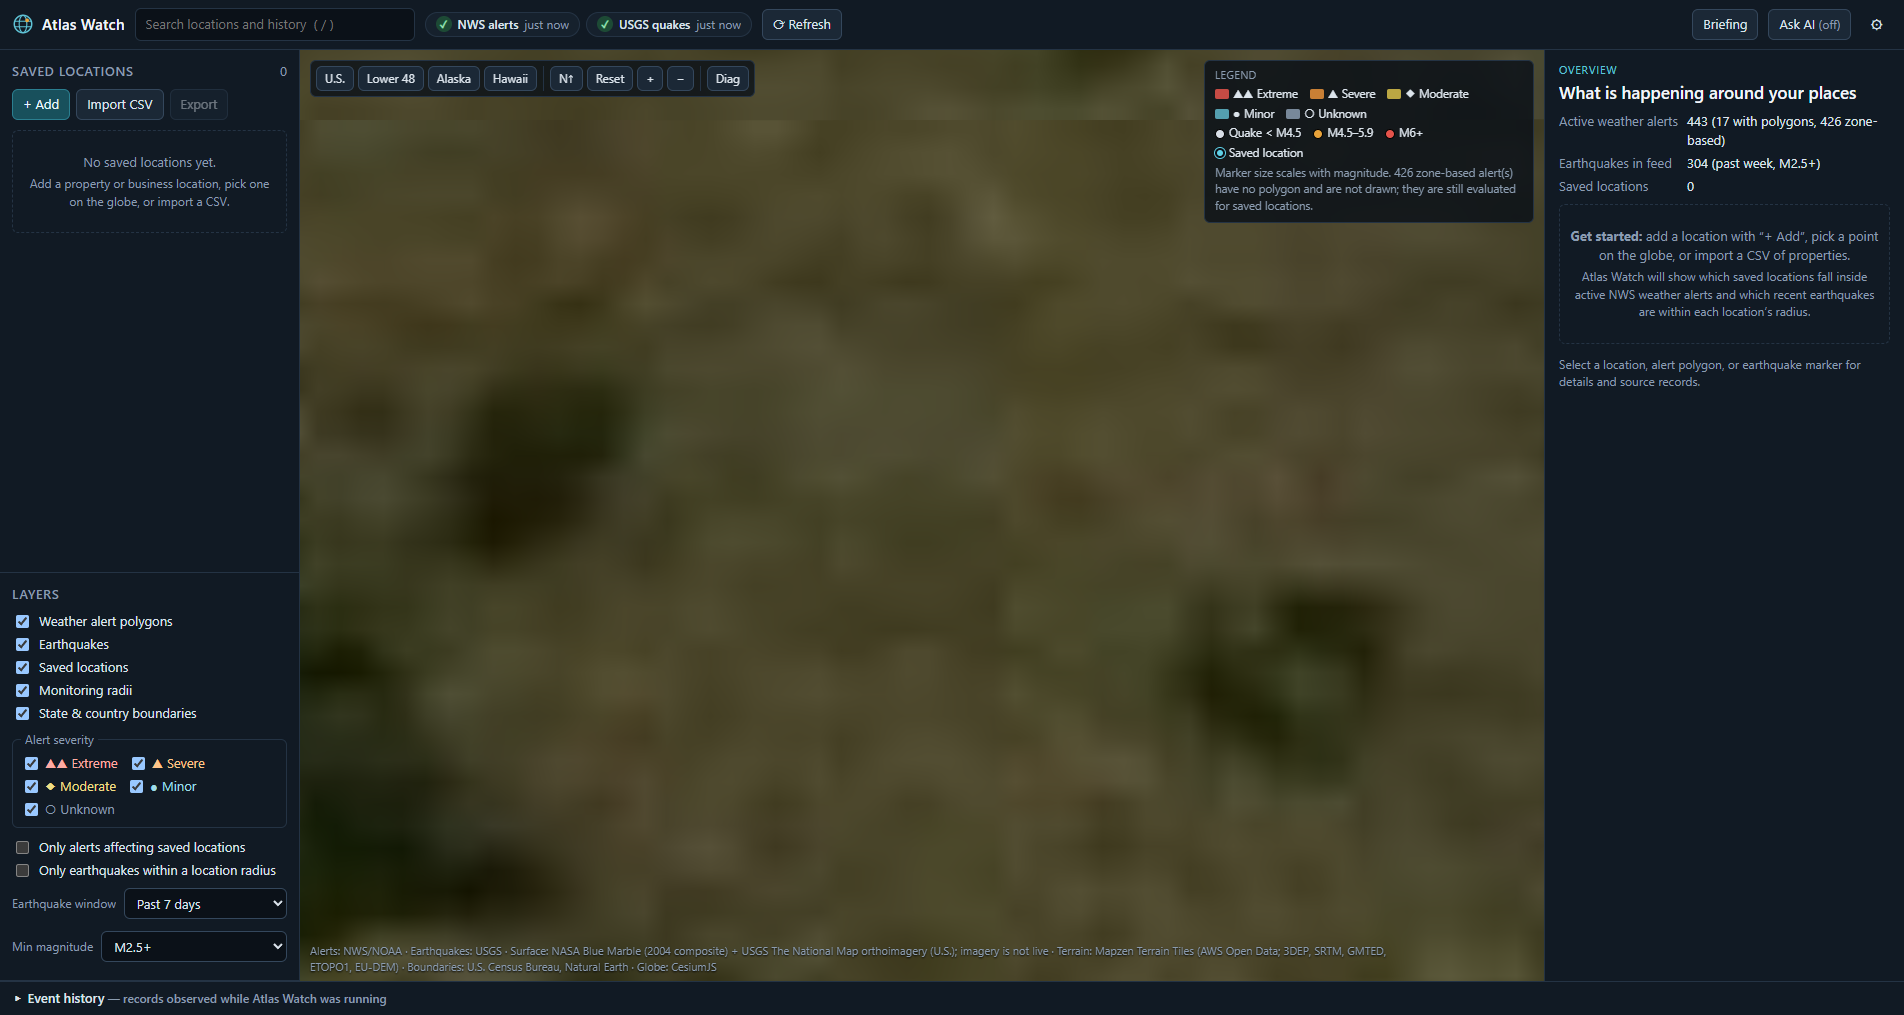 Atlas Watch
Search locations and history ( / )
✓ NWS alerts just now
✓ USGS quakes just now
⟳ Refresh
Briefing
Ask AI (off)
SAVED LOCATIONS 0
+ Add
Import CSV
Export
No saved locations yet.
Add a property or business location, pick one
on the globe, or import a CSV.
LAYERS
Weather alert polygons
Earthquakes
Saved locations
Monitoring radii
State & country boundaries
Alert severity
▲▲ Extreme ▲ Severe
◆ Moderate ● Minor
○ Unknown
Only alerts affecting saved locations
Only earthquakes within a location radius
Earthquake window Past 7 days
Min magnitude M2.5+
U.S. Lower 48 Alaska Hawaii N↑ Reset + − Diag
LEGEND
▲▲ Extreme ▲ Severe ◆ Moderate
● Minor ○ Unknown
Quake < M4.5 M4.5–5.9 M6+
Saved location
Marker size scales with magnitude. 426 zone-based alert(s)
have no polygon and are not drawn; they are still evaluated
for saved locations.
Alerts: NWS/NOAA · Earthquakes: USGS · Surface: NASA Blue Marble (2004 composite) + USGS The National Map orthoimagery (U.S.); imagery is not live · Terrain: Mapzen Terrain Tiles (AWS Open Data; 3DEP, SRTM, GMTED,
ETOPO1, EU-DEM) · Boundaries: U.S. Census Bureau, Natural Earth · Globe: CesiumJS
OVERVIEW
What is happening around your places
Active weather alerts 443 (17 with polygons, 426 zone-
based)
Earthquakes in feed 304 (past week, M2.5+)
Saved locations 0
Get started: add a location with “+ Add”, pick a point
on the globe, or import a CSV of properties.
Atlas Watch will show which saved locations fall inside
active NWS weather alerts and which recent earthquakes
are within each location’s radius.
Select a location, alert polygon, or earthquake marker for
details and source records.
▸ Event history — records observed while Atlas Watch was running